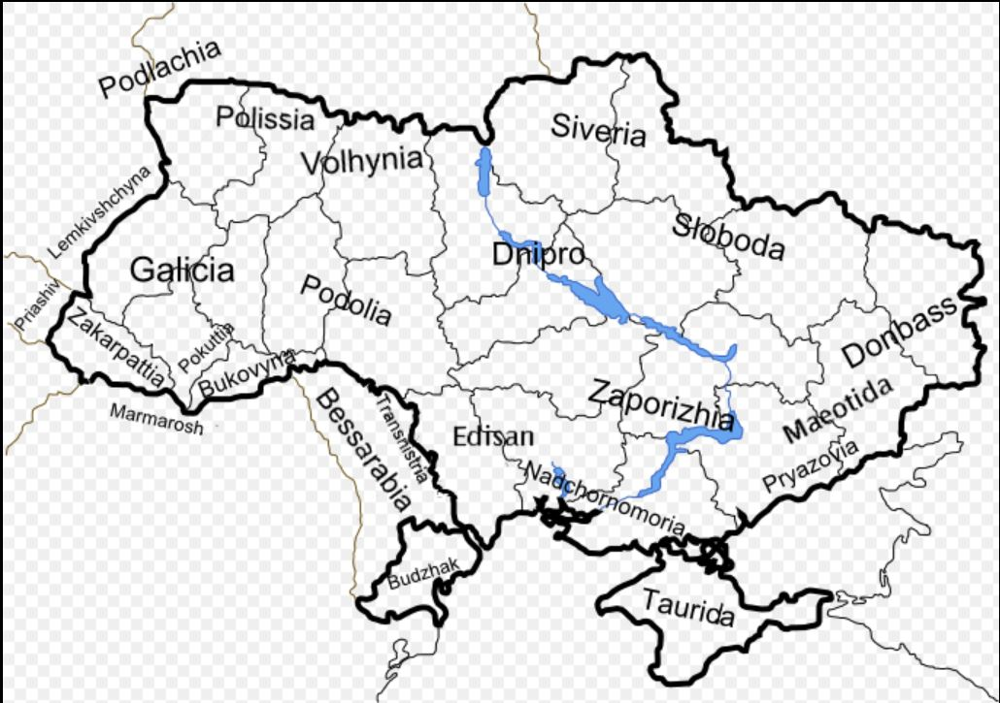 Podlachia
Polissia
Siveria
Volhynia
Lemkivshchyna
Sloboda
Dnipro
Galicia
Priashiv
Podolia
Zakarpattia
Pokuttia
Donbass
Bukovyna
Zaporizhia
Maeotida
Marmarosh
Bessarabia
Transnistria
Edisan
Pryazovia
Nadchornomoria
Budzhak
Taurida